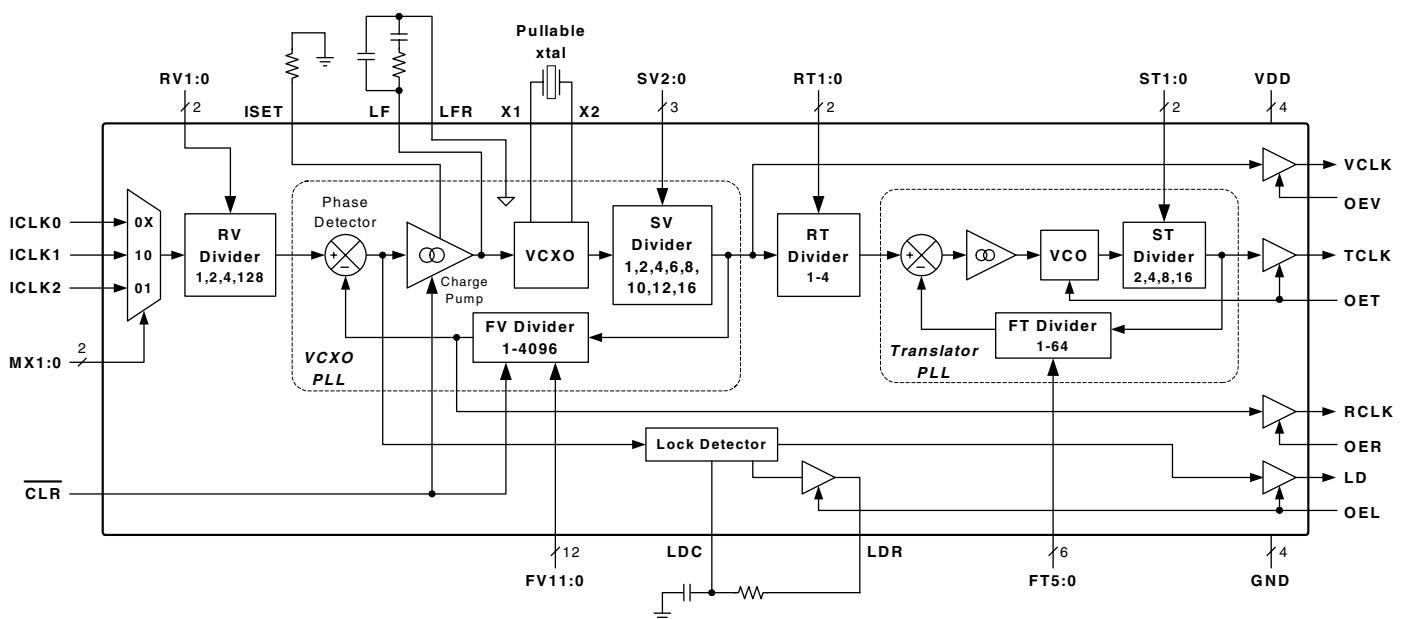 Pullable
xtal
RV1:0
SV2:0
RT1:0
ST1:0
VDD
2
ISET
LF
LFR
X1
X2
3
2
2
4
VCLK
OEV
ICLK0
ICLK1
ICLK2
0X
10
01
RV
Divider
1,2,4,128
Phase
Detector
+
−
Charge
Pump
VCXO
SV
Divider
1,2,4,6,8,
10,12,16
RT
Divider
1-4
+
−
VCO
ST
Divider
2,4,8,16
TCLK
OET
MX1:0
2
VCXO
PLL
FV Divider
1-4096
Translator
PLL
FT Divider
1-64
RCLK
OER
Lock Detector
LD
OEL
CLR
12
FV11:0
LDC
LDR
6
FT5:0
4
GND